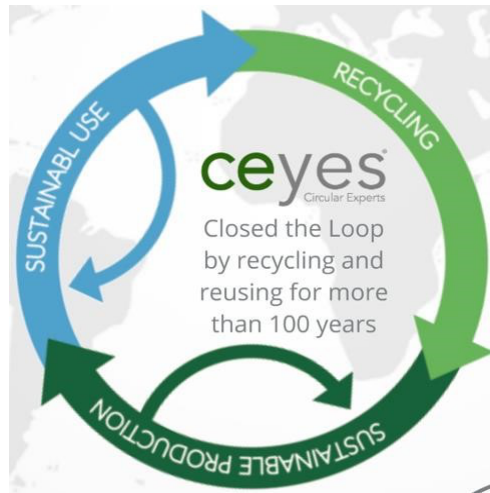 SUSTAINABL USE
RECYCLING
ceyes
Circular Experts
Closed the Loop
by recycling and
reusing for more
than 100 years
SUSTAINABLE PRODUCTION